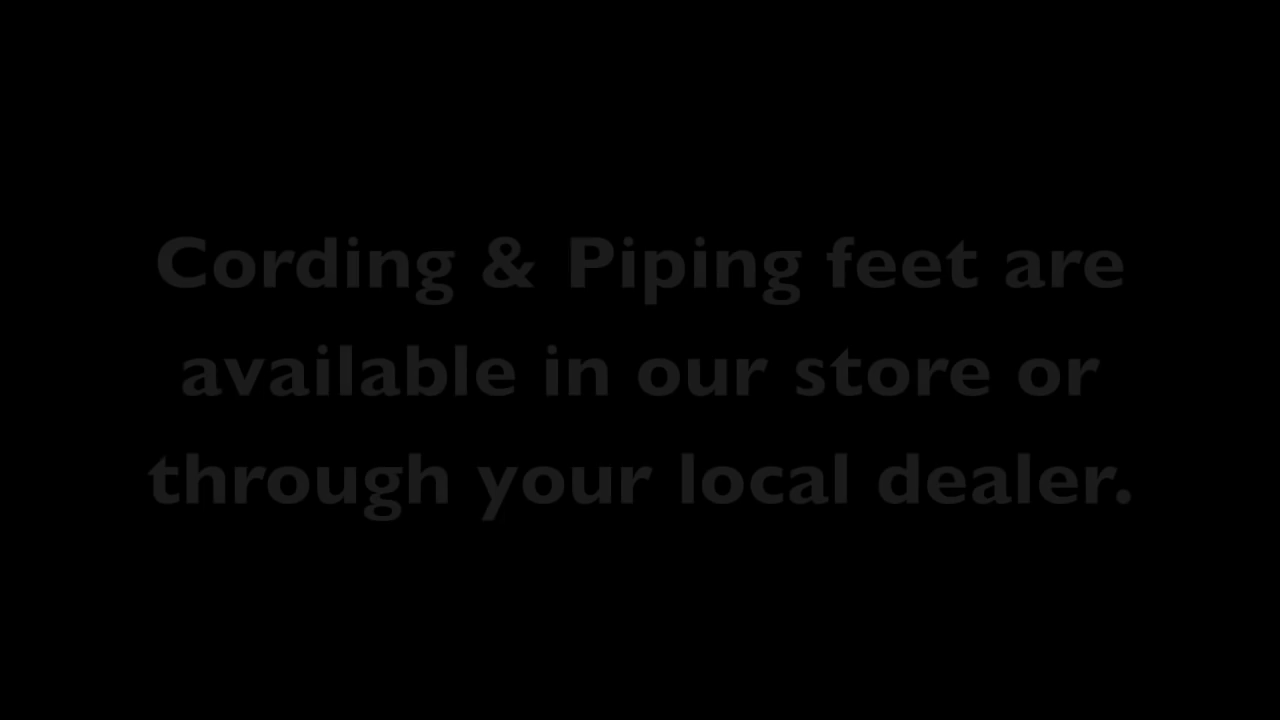 Cording & Piping feet are
available in our store or
through your local dealer.